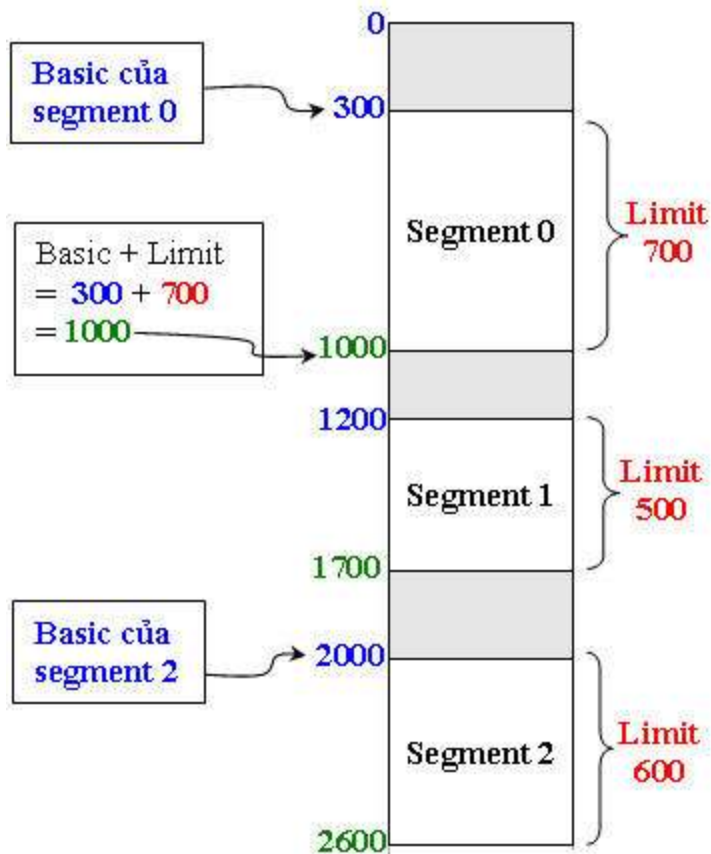 0
Basic của
segment 0
300
Segment 0
Limit
700
Basic + Limit
= 300 + 700
= 1000
1000
1200
Segment 1
Limit
500
1700
Basic của
segment 2
2000
Segment 2
Limit
600
2600